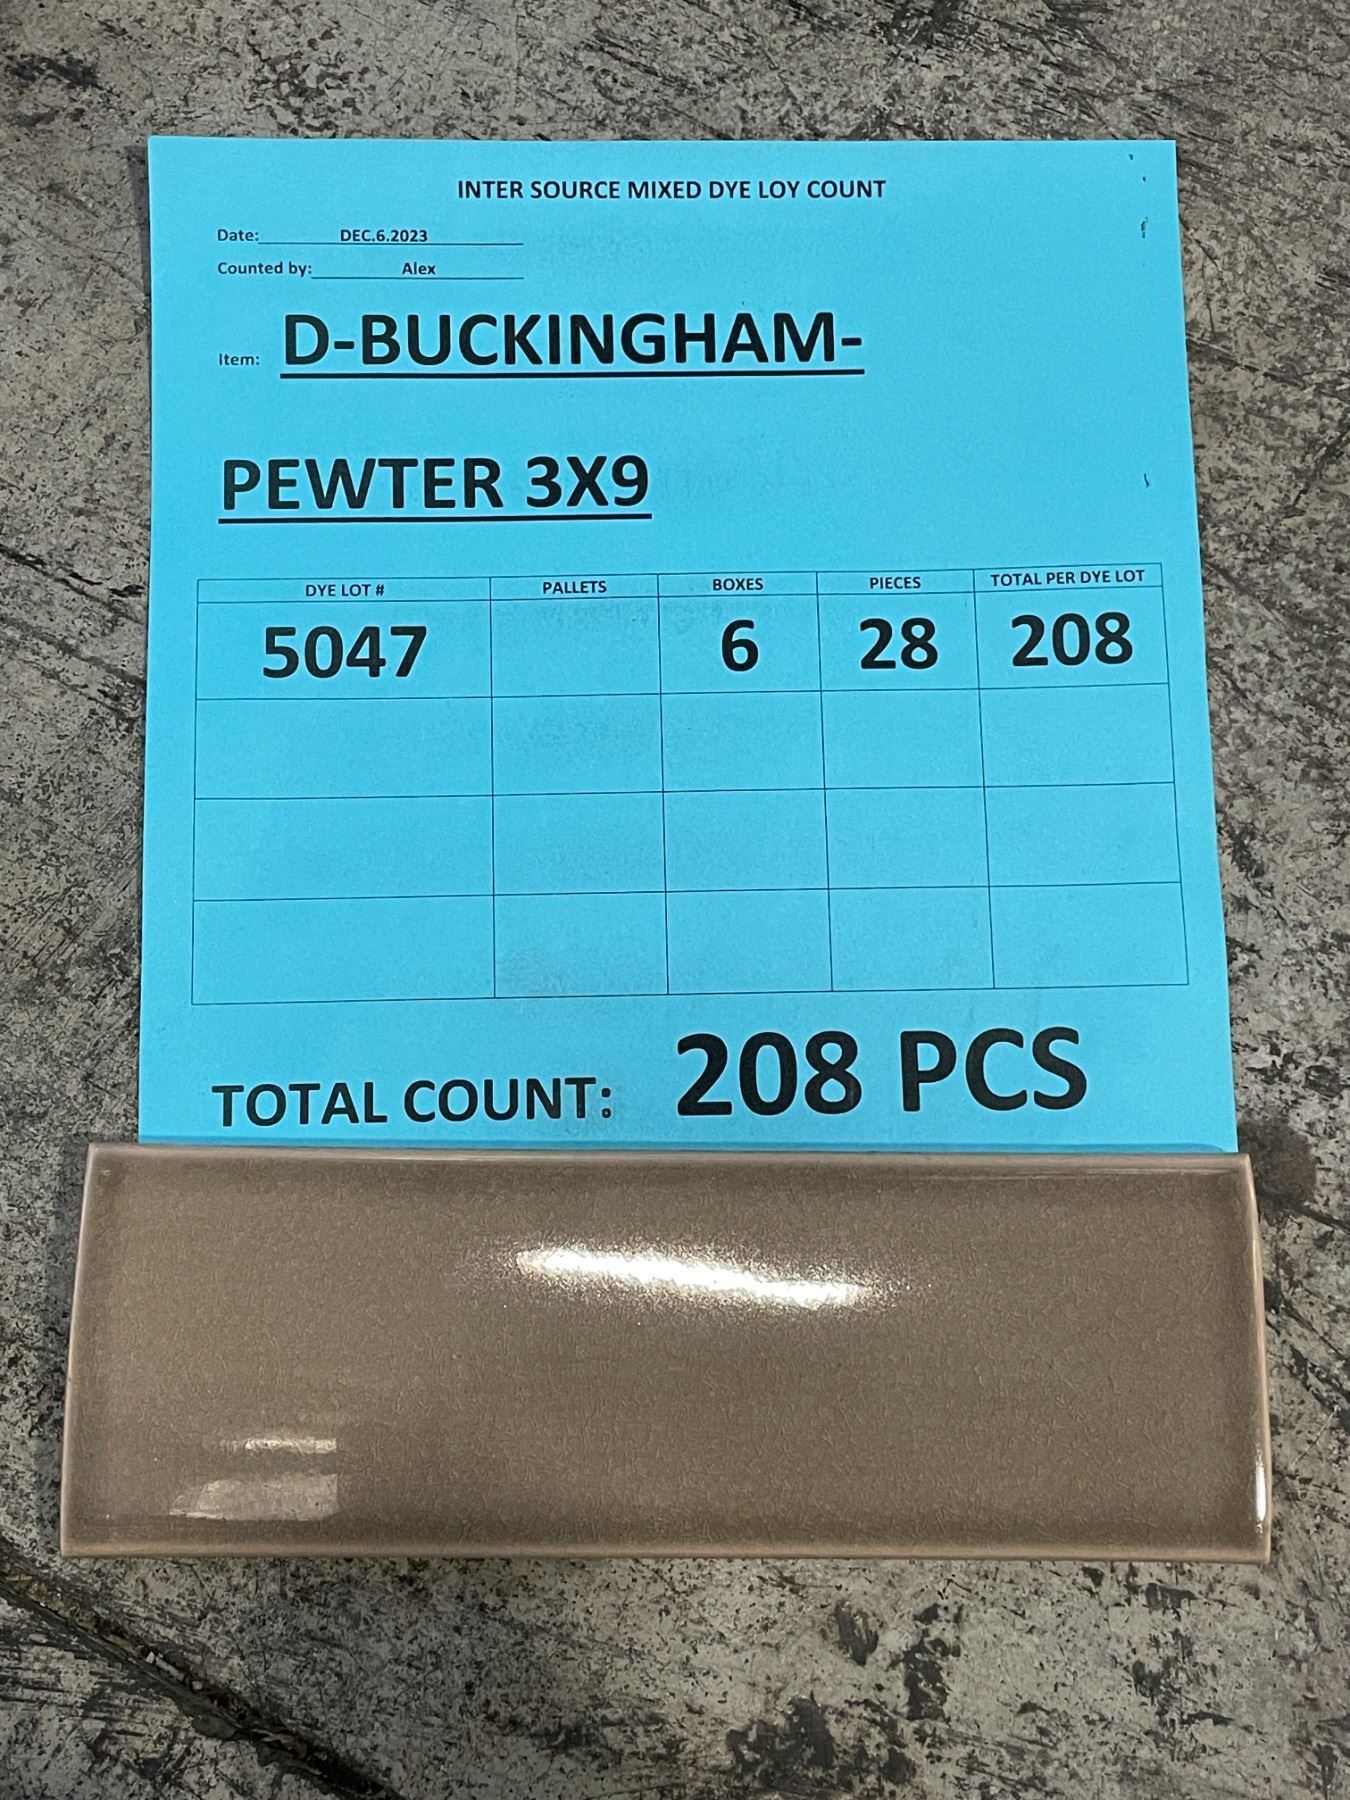 INTER SOURCE MIXED DYE LOY COUNT
Date: DEC.6.2023
Counted by: Alex
Item: D-BUCKINGHAM-
PEWTER 3X9
DYE LOT # PALLETS BOXES PIECES TOTAL PER DYE LOT
5047 6 28 208
TOTAL COUNT: 208 PCS